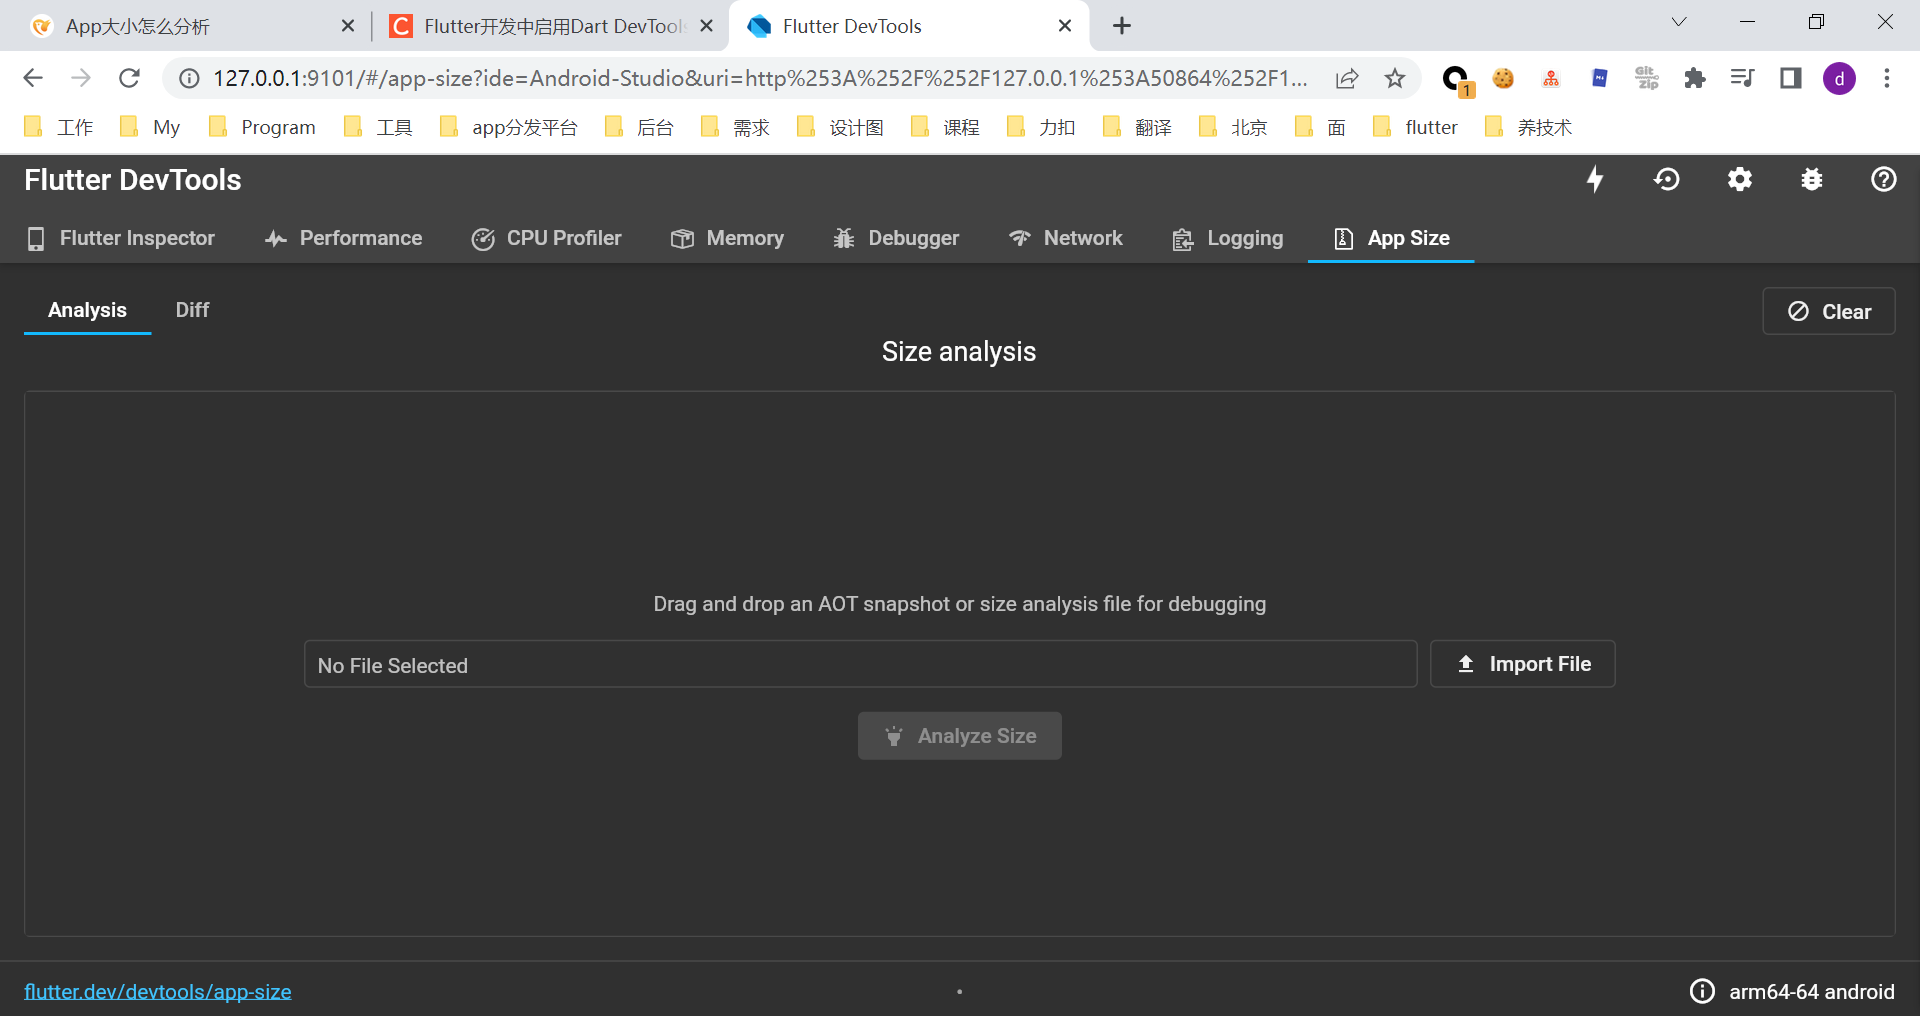 App大小怎么分析
Flutter开发中启用Dart DevTools
Flutter DevTools
127.0.0.1:9101/#/app-size?ide=Android-Studio&uri=http%253A%252F%252F127.0.0.1%253A50864%252F1...
1
Git
zip
d
工作
My
Program
工具
app分发平台
后台
需求
设计图
课程
力扣
翻译
北京
面
flutter
养技术
Flutter DevTools
Flutter Inspector
Performance
CPU Profiler
Memory
Debugger
Network
Logging
App Size
Analysis
Diff
Clear
Size analysis
Drag and drop an AOT snapshot or size analysis file for debugging
No File Selected
Import File
Analyze Size
flutter.dev/devtools/app-size
•
arm64-64 android